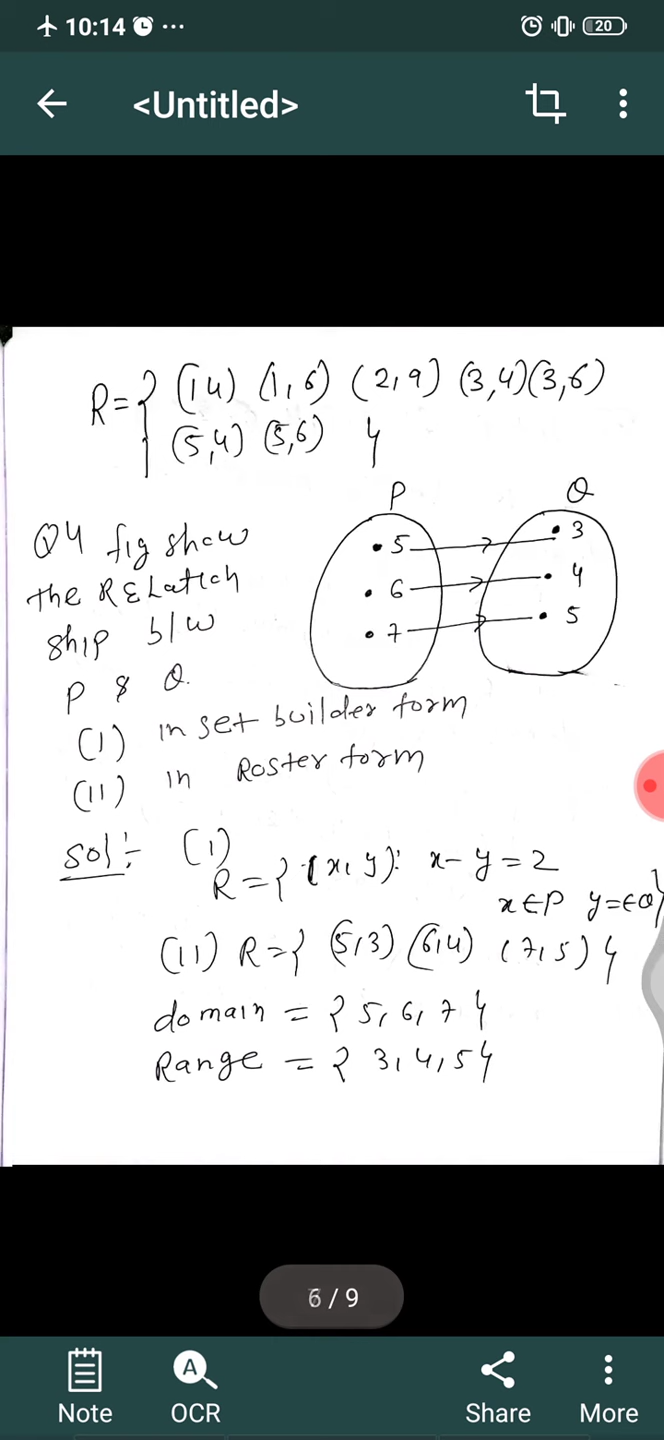 10:14
20
<Untitled>
R={ (1 4) (1, 6) (2, 9) (3,4)(3,6)
(5,4) (5,6) }
P Q
Q4 fig show
the RELATION
ship b/w
P & Q.
5 3
6 4
7 5
(I) in set builder form
(II) in Roster form
Sol:- (I)
R={(x, y): x-y=2
x∈P y=∈Q}
(II) R={ (5,3) (6,4) (7,5) }
domain = { 5, 6, 7 }
Range = { 3, 4, 5 }
6 / 9
A
Note OCR Share More